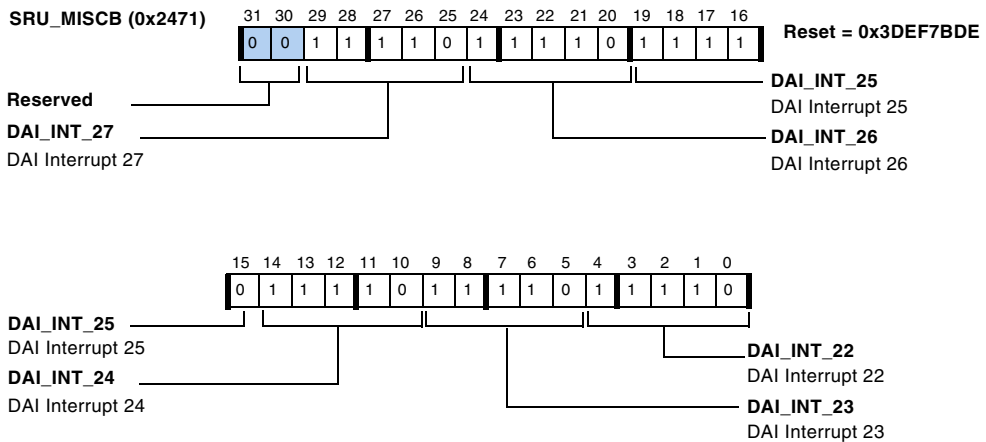 SRU_MISCB (0x2471)
31 30 29 28 27 26 25 24 23 22 21 20 19 18 17 16
Reset = 0x3DEF7BDE
0 0 1 1 1 1 0 1 1 1 1 0 1 1 1 1
Reserved
DAI_INT_27
DAI Interrupt 27
DAI_INT_25
DAI Interrupt 25
DAI_INT_26
DAI Interrupt 26
15 14 13 12 11 10 9 8 7 6 5 4 3 2 1 0
0 1 1 1 1 0 1 1 1 1 0 1 1 1 1 0
DAI_INT_25
DAI Interrupt 25
DAI_INT_24
DAI Interrupt 24
DAI_INT_22
DAI Interrupt 22
DAI_INT_23
DAI Interrupt 23